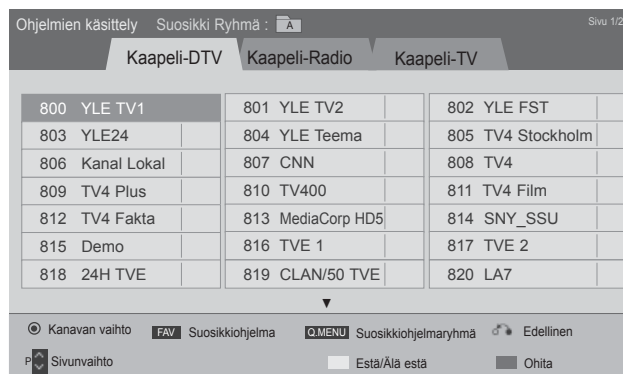 Ohjelmien käsittely Suosikki Ryhmä : A Sivu 1/2
Kaapeli-DTV Kaapeli-Radio Kaapeli-TV
800 YLE TV1 801 YLE TV2 802 YLE FST
803 YLE24 804 YLE Teema 805 TV4 Stockholm
806 Kanal Lokal 807 CNN 808 TV4
809 TV4 Plus 810 TV400 811 TV4 Film
812 TV4 Fakta 813 MediaCorp HD5 814 SNY_SSU
815 Demo 816 TVE 1 817 TVE 2
818 24H TVE 819 CLAN/50 TVE 820 LA7
Kanavan vaihto FAV Suosikkiohjelma Q.MENU Suosikkiohjelmaryhmä Edellinen
P Sivunvaihto Estä/Älä estä Ohita